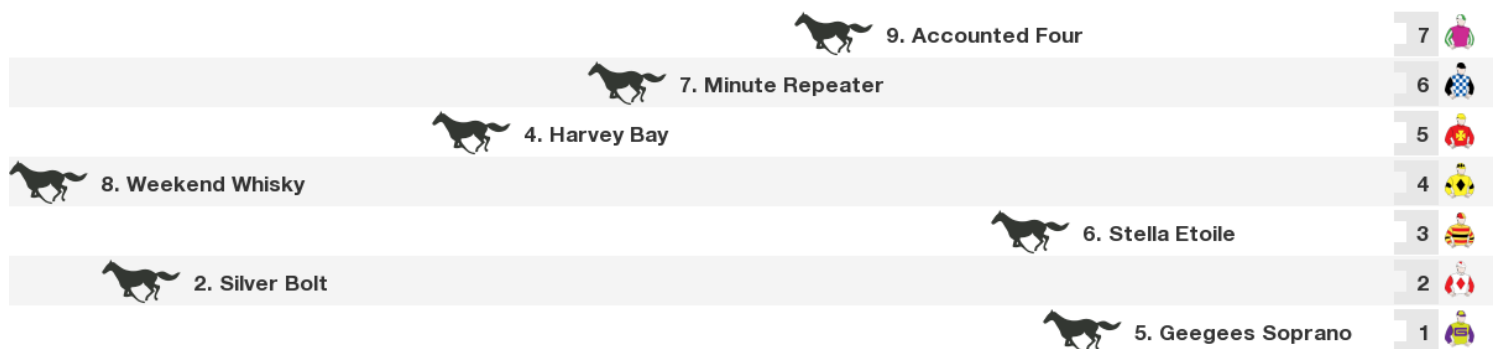 9. Accounted Four 7
7. Minute Repeater 6
4. Harvey Bay 5
8. Weekend Whisky 4
6. Stella Etoile 3
2. Silver Bolt 2
5. Geegees Soprano 1